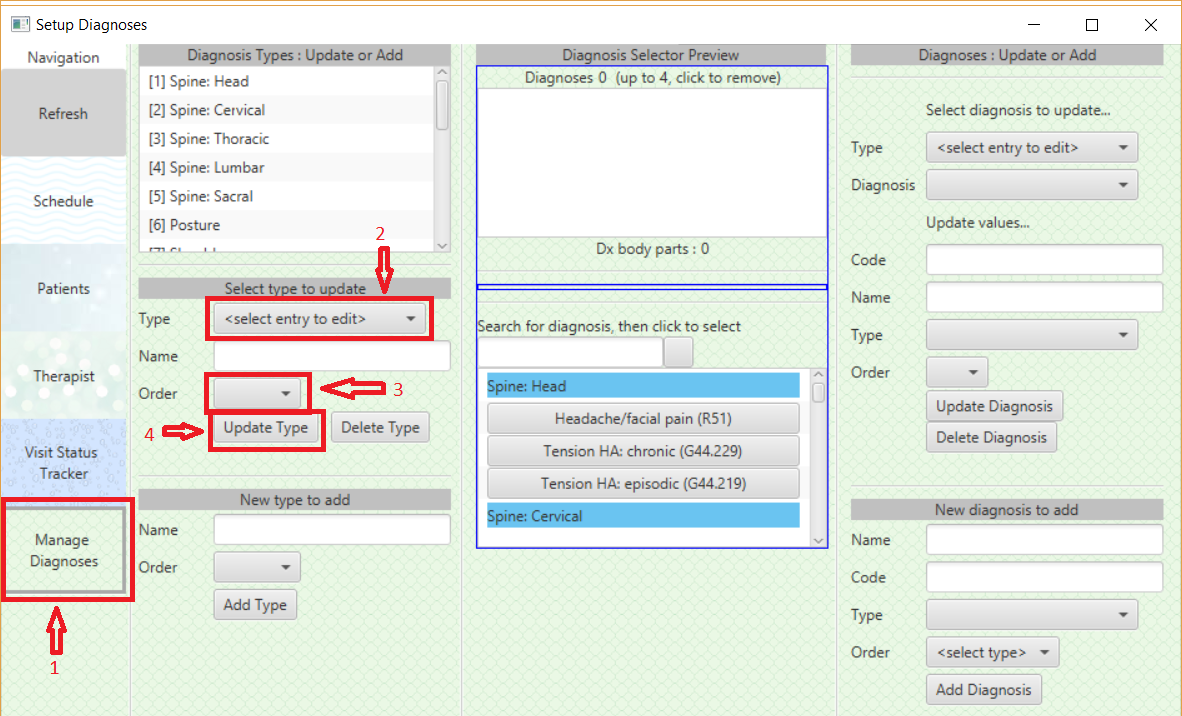 Setup Diagnoses
Navigation
Refresh
Schedule
Patients
Therapist
Visit Status
Tracker
Manage
Diagnoses
1
Diagnosis Types : Update or Add
[1] Spine: Head
[2] Spine: Cervical
[3] Spine: Thoracic
[4] Spine: Lumbar
[5] Spine: Sacral
[6] Posture
2
Select type to update
Type <select entry to edit>
Name
Order
3
4
Update Type Delete Type
New type to add
Name
Order
Add Type
Diagnosis Selector Preview
Diagnoses 0 (up to 4, click to remove)
Dx body parts : 0
Search for diagnosis, then click to select
Spine: Head
Headache/facial pain (R51)
Tension HA: chronic (G44.229)
Tension HA: episodic (G44.219)
Spine: Cervical
Diagnoses : Update or Add
Select diagnosis to update...
Type <select entry to edit>
Diagnosis
Update values...
Code
Name
Type
Order
Update Diagnosis
Delete Diagnosis
New diagnosis to add
Name
Code
Type
Order <select type>
Add Diagnosis